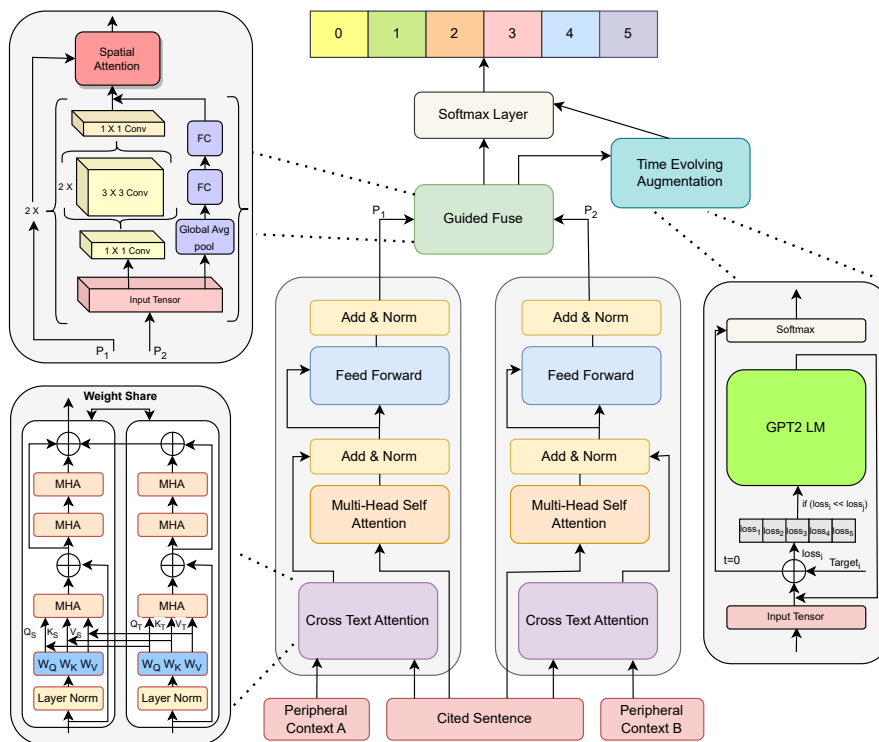 0 1 2 3 4 5
Softmax Layer
Time Evolving
Augmentation
Guided Fuse
P1
P2
Spatial
Attention
1 X 1 Conv
FC
2 X
3 X 3 Conv
FC
2 X
Global Avg
pool
1 X 1 Conv
Input Tensor
P1
P2
Add & Norm
Feed Forward
Add & Norm
Multi-Head Self
Attention
Cross Text Attention
Add & Norm
Feed Forward
Add & Norm
Multi-Head Self
Attention
Cross Text Attention
Peripheral
Context A
Cited Sentence
Peripheral
Context B
Weight Share
MHA
MHA
MHA
MHA
MHA
MHA
QS KS VS
QT KT VT
WQ WK WV
WQ WK WV
Layer Norm
Layer Norm
Softmax
GPT2 LM
if (lossi << lossj)
loss1 loss2 loss3 loss4 loss5
lossi
t=0
Targeti
Input Tensor